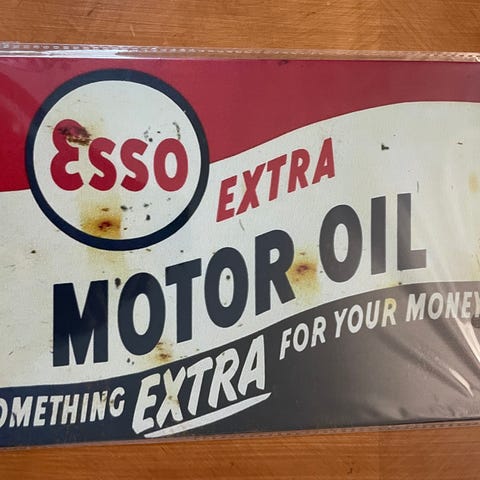 ESSO
EXTRA
MOTOR OIL
OMETHING EXTRA FOR YOUR MONEY